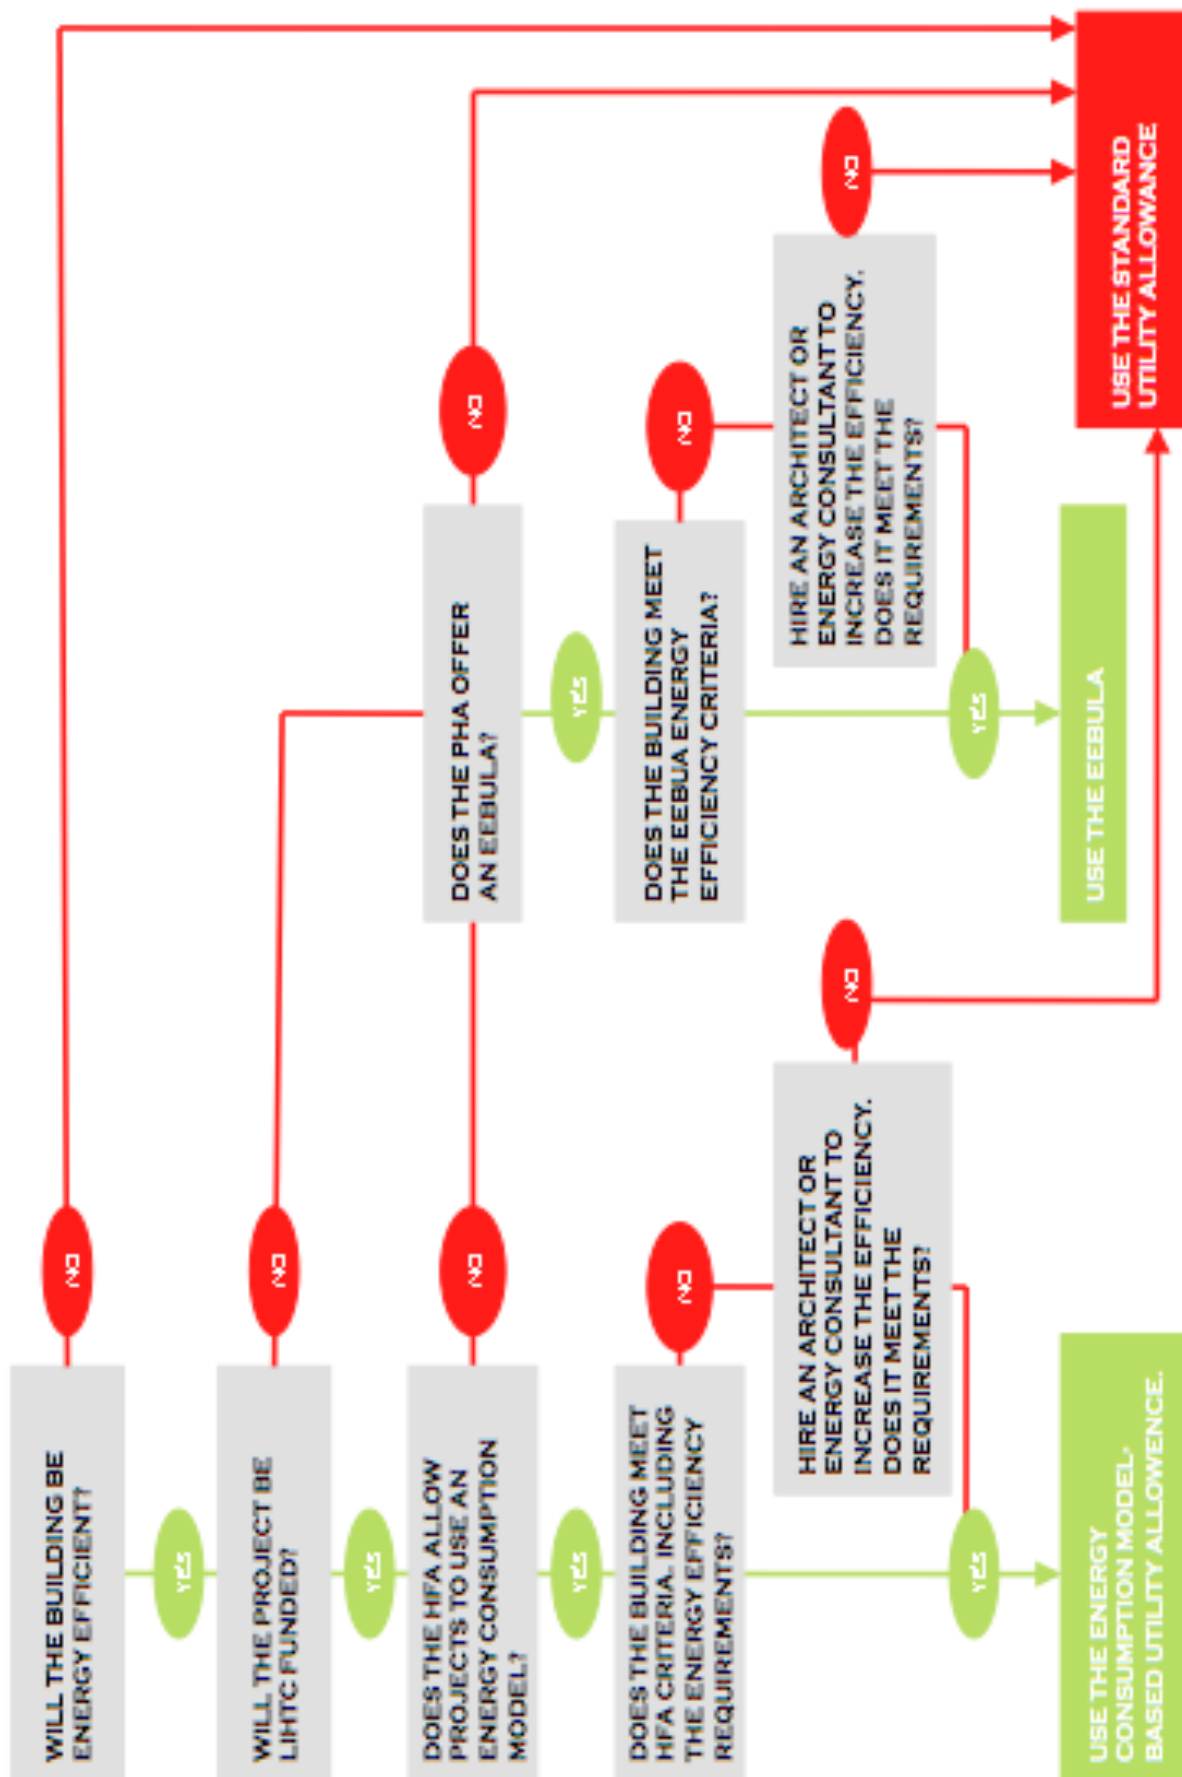 WILL THE BUILDING BE
ENERGY EFFICIENT?
NO
YES
WILL THE PROJECT BE
LIHTC FUNDED?
NO
YES
DOES THE HFA ALLOW
PROJECTS TO USE AN
ENERGY CONSUMPTION
MODEL?
NO
YES
DOES THE PHA OFFER
AN EEBULA?
NO
YES
DOES THE BUILDING MEET
HFA CRITERIA, INCLUDING
THE ENERGY EFFICIENCY
REQUIREMENTS?
NO
DOES THE BUILDING MEET
THE EEBUA ENERGY
EFFICIENCY CRITERIA?
NO
HIRE AN ARCHITECT OR
ENERGY CONSULTANT TO
INCREASE THE EFFICIENCY.
DOES IT MEET THE
REQUIREMENTS?
NO
YES
HIRE AN ARCHITECT OR
ENERGY CONSULTANT TO
INCREASE THE EFFICIENCY.
DOES IT MEET THE
REQUIREMENTS?
NO
YES
USE THE ENERGY
CONSUMPTION MODEL-
BASED UTILITY ALLOWENCE.
USE THE EEBULA
USE THE STANDARD
UTILITY ALLOWANCE